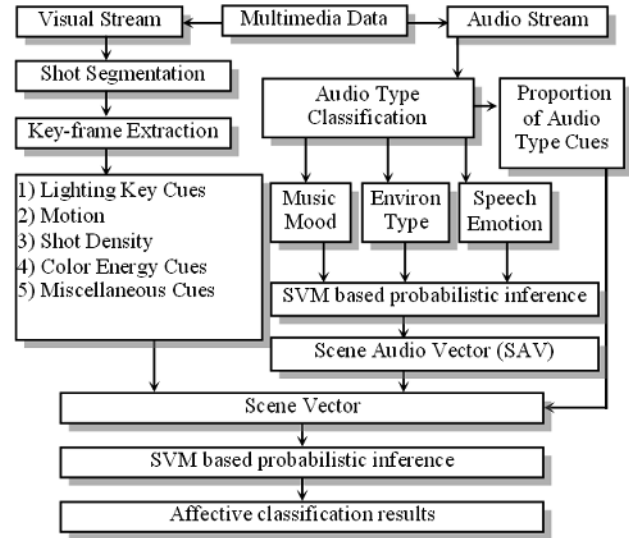 Visual Stream
Multimedia Data
Audio Stream
Shot Segmentation
Key-frame Extraction
Audio Type
Classification
Proportion
of Audio
Type Cues
1) Lighting Key Cues
2) Motion
3) Shot Density
4) Color Energy Cues
5) Miscellaneous Cues
Music
Mood
Environ
Type
Speech
Emotion
SVM based probabilistic inference
Scene Audio Vector (SAV)
Scene Vector
SVM based probabilistic inference
Affective classification results